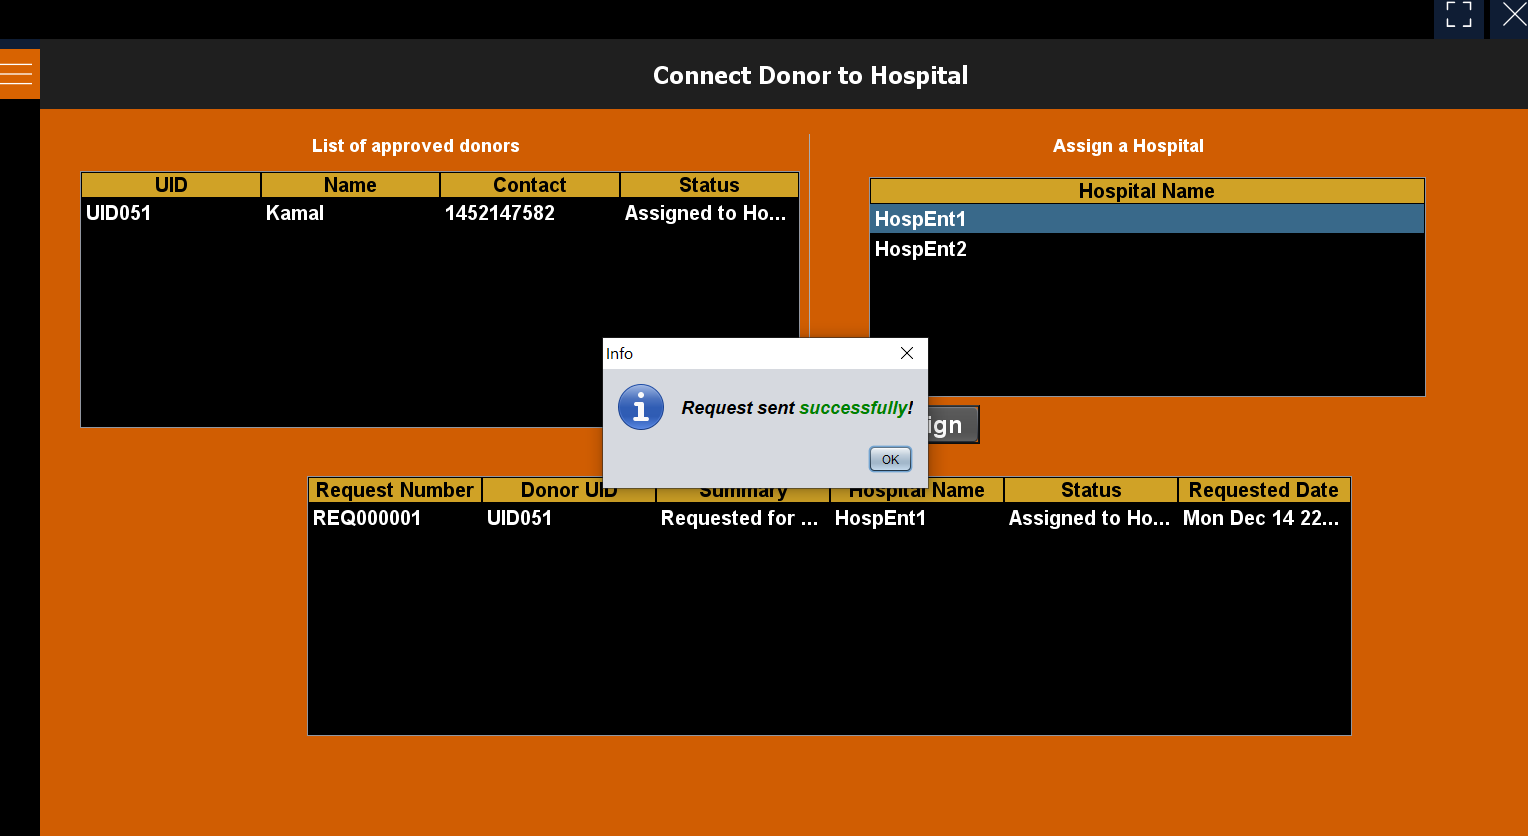 Connect Donor to Hospital
List of approved donors
UID Name Contact Status
UID051 Kamal 1452147582 Assigned to Ho...
Assign a Hospital
Hospital Name
HospEnt1
HospEnt2
Info
Request sent successfully!
OK
ign
Request Number Donor UID Summary Hospital Name Status Requested Date
REQ000001 UID051 Requested for ... HospEnt1 Assigned to Ho... Mon Dec 14 22...